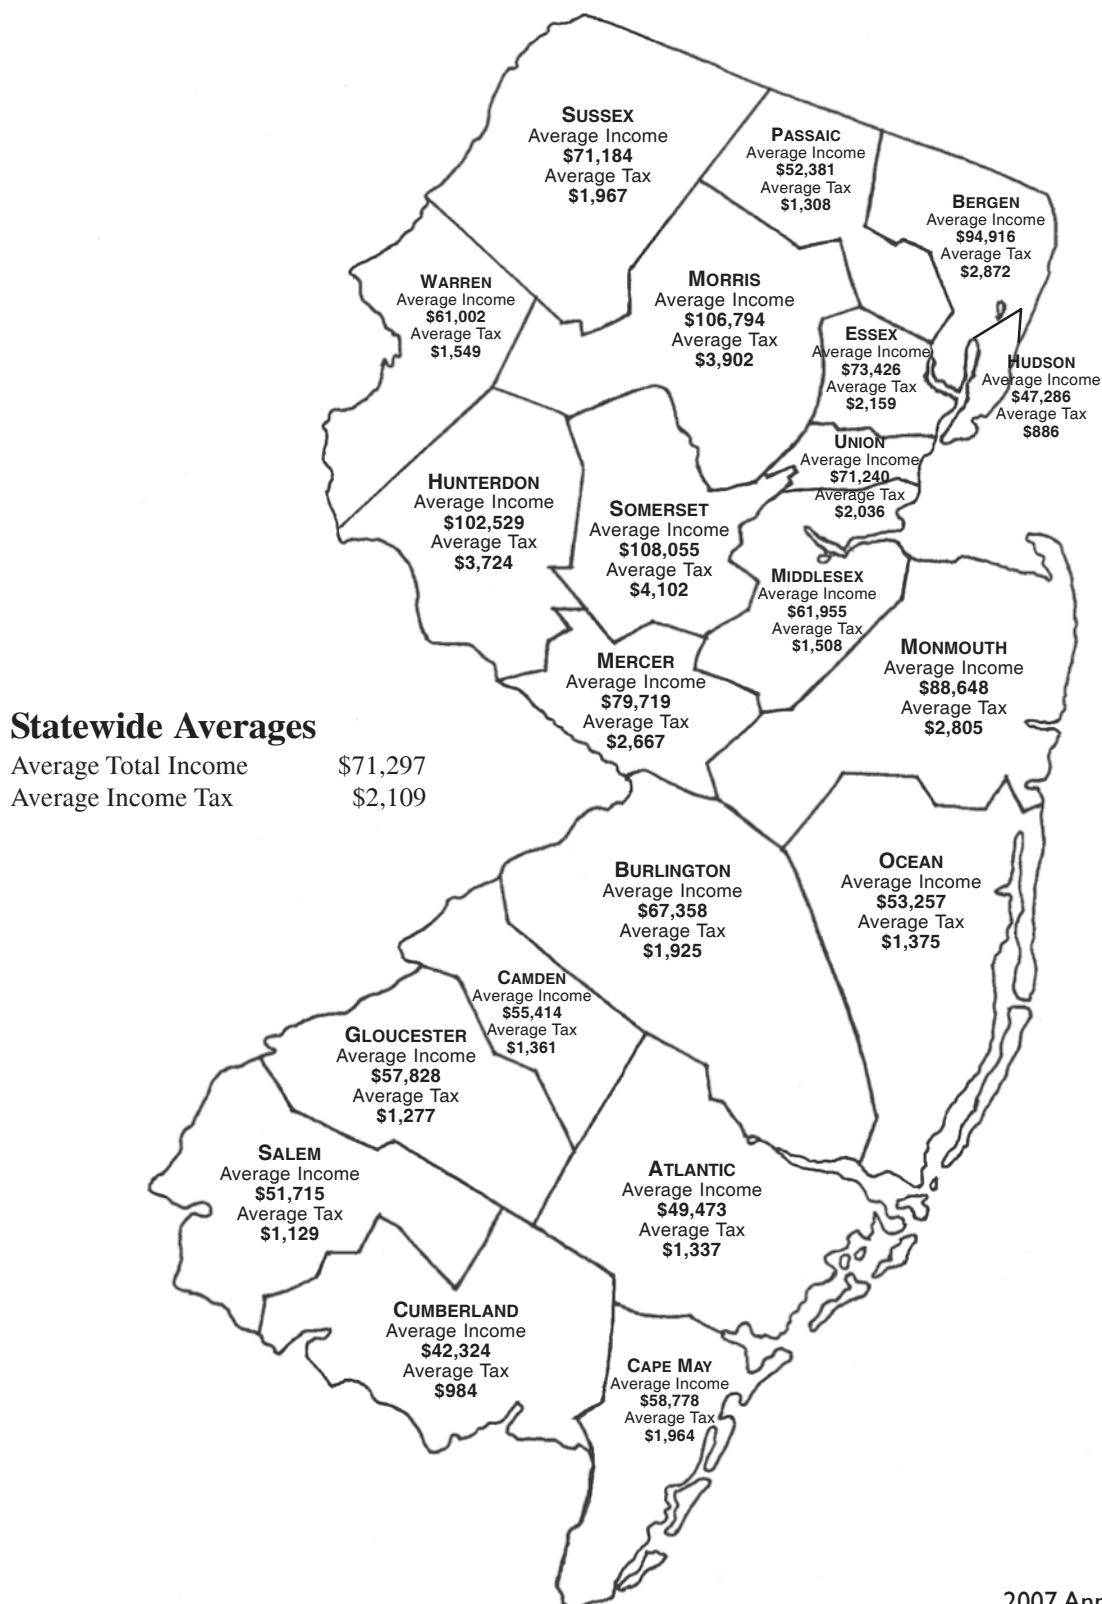 SUSSEX
Average Income
$71,184
Average Tax
$1,967
PASSAIC
Average Income
$52,381
Average Tax
$1,308
BERGEN
Average Income
$94,916
Average Tax
$2,872
WARREN
Average Income
$61,002
Average Tax
$1,549
MORRIS
Average Income
$106,794
Average Tax
$3,902
ESSEX
Average Income
$73,426
Average Tax
$2,159
HUDSON
Average Income
$47,286
Average Tax
$886
UNION
Average Income
$71,240
Average Tax
$2,036
HUNTERDON
Average Income
$102,529
Average Tax
$3,724
SOMERSET
Average Income
$108,055
Average Tax
$4,102
MIDDLESEX
Average Income
$61,955
Average Tax
$1,508
MERCER
Average Income
$79,719
Average Tax
$2,667
MONMOUTH
Average Income
$88,648
Average Tax
$2,805
Statewide Averages
Average Total Income $71,297
Average Income Tax $2,109
BURLINGTON
Average Income
$67,358
Average Tax
$1,925
OCEAN
Average Income
$53,257
Average Tax
$1,375
CAMDEN
Average Income
$55,414
Average Tax
$1,361
GLOUCESTER
Average Income
$57,828
Average Tax
$1,277
SALEM
Average Income
$51,715
Average Tax
$1,129
ATLANTIC
Average Income
$49,473
Average Tax
$1,337
CUMBERLAND
Average Income
$42,324
Average Tax
$984
CAPE MAY
Average Income
$58,778
Average Tax
$1,964
2007